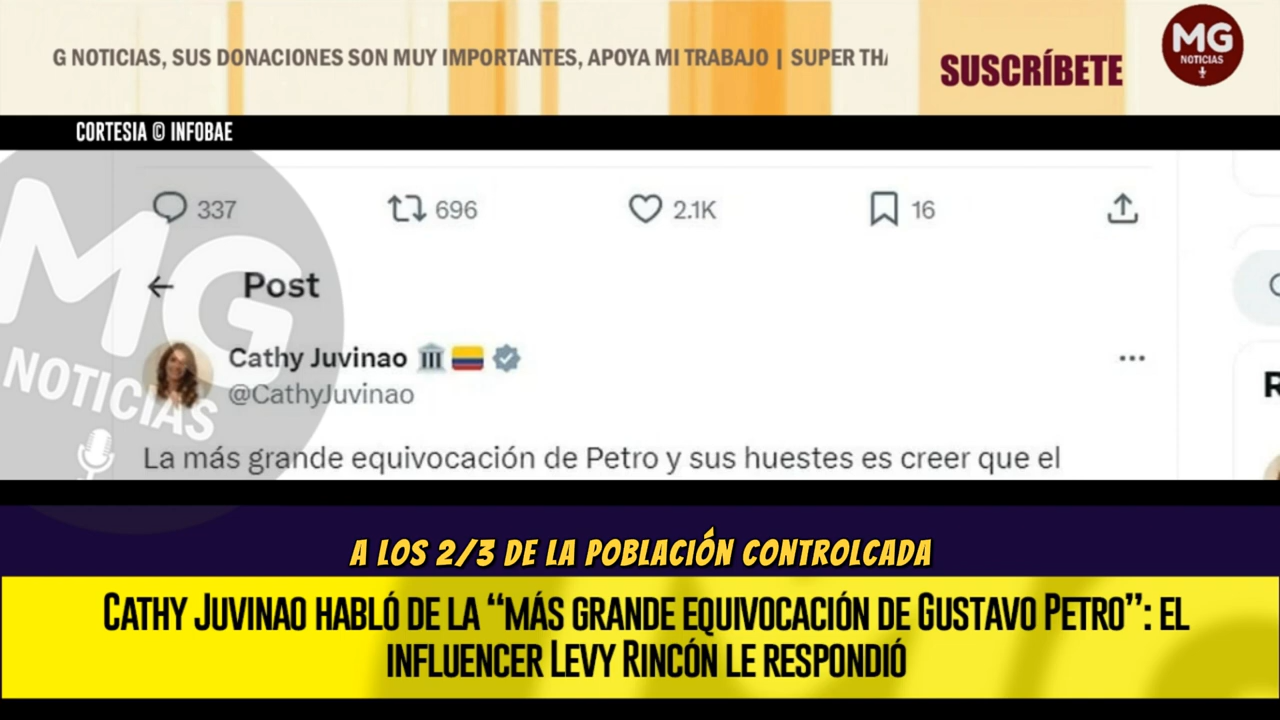 G NOTICIAS, SUS DONACIONES SON MUY IMPORTANTES, APOYA MI TRABAJO | SUPER
SUSCRÍBETE
MG
NOTICIAS
CORTESIA © INFOBAE
337 696 2.1K 16
MG
NOTICIAS
Post
Cathy Juvinao
@CathyJuvinao
La más grande equivocación de Petro y sus huestes es creer que el
A LOS 2/3 DE LA POBLACIÓN CONTROLCADA
CATHY JUVINAO HABLÓ DE LA “MÁS GRANDE EQUIVOCACIÓN DE GUSTAVO PETRO”: EL
INFLUENCER LEVY RINCÓN LE RESPONDIÓ